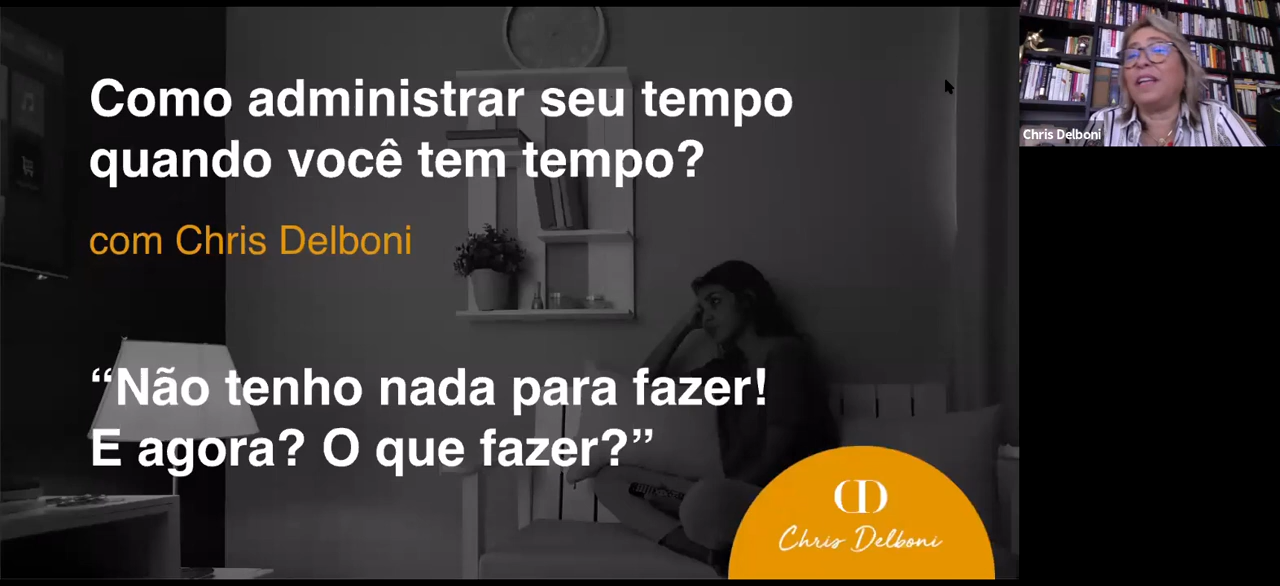 Como administrar seu tempo
quando você tem tempo?
com Chris Delboni
“Não tenho nada para fazer!
E agora? O que fazer?”
CD
Chris Delboni
Chris Delboni